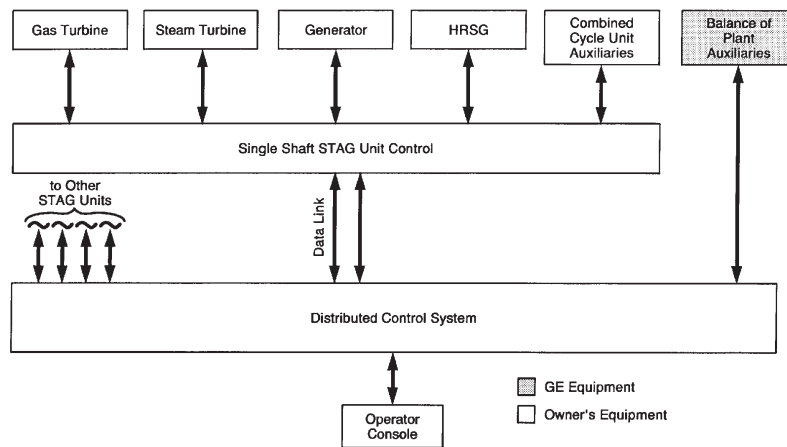 Gas Turbine
Steam Turbine
Generator
HRSG
Combined
Cycle Unit
Auxiliaries
Balance of
Plant
Auxiliaries
Single Shaft STAG Unit Control
to Other
STAG Units
Data Link
Distributed Control System
Operator
Console
GE Equipment
Owner's Equipment